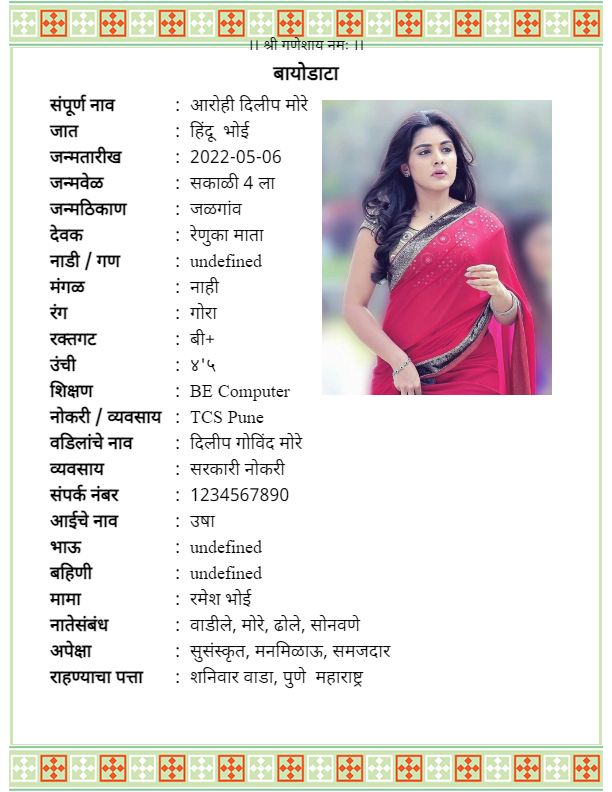 ।। श्री गणेशाय नमः ।।
बायोडाटा
संपूर्ण नाव : आरोही दिलीप मोरे
जात : हिंदू भोई
जन्मतारीख : 2022-05-06
जन्मवेळ : सकाळी 4 ला
जन्मठिकाण : जळगांव
देवक : रेणुका माता
नाडी / गण : undefined
मंगळ : नाही
रंग : गोरा
रक्तगट : बी+
उंची : ४'५
शिक्षण : BE Computer
नोकरी / व्यवसाय : TCS Pune
वडिलांचे नाव : दिलीप गोविंद मोरे
व्यवसाय : सरकारी नोकरी
संपर्क नंबर : 1234567890
आईचे नाव : उषा
भाऊ : undefined
बहिणी : undefined
मामा : रमेश भोई
नातेसंबंध : वाडीले, मोरे, ढोले, सोनवणे
अपेक्षा : सुसंस्कृत, मनमिळाऊ, समजदार
राहण्याचा पत्ता : शनिवार वाडा, पुणे महाराष्ट्र